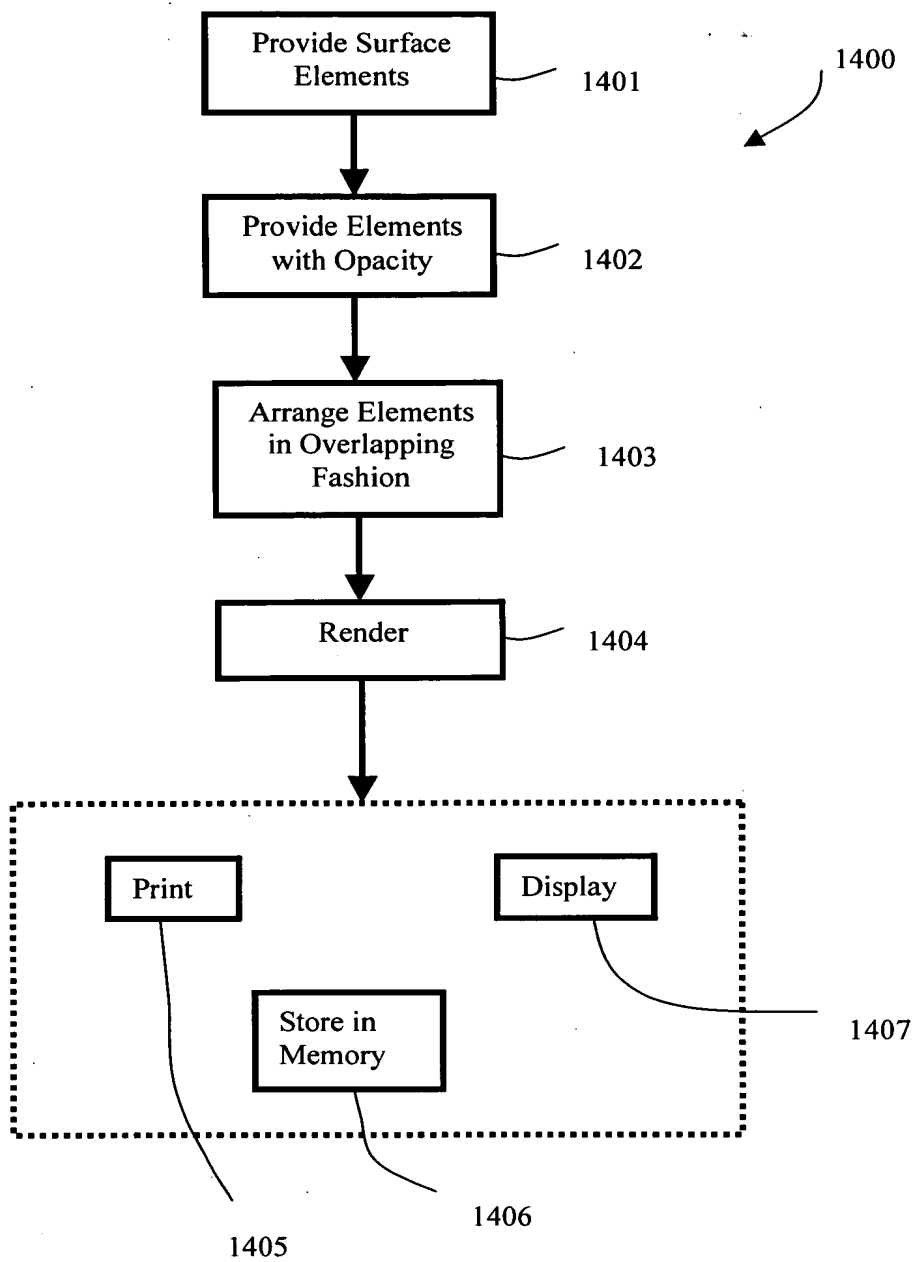 Provide Surface
Elements
1401
1400
Provide Elements
with Opacity
1402
Arrange Elements
in Overlapping
Fashion
1403
Render
1404
Print
Display
Store in
Memory
1407
1406
1405